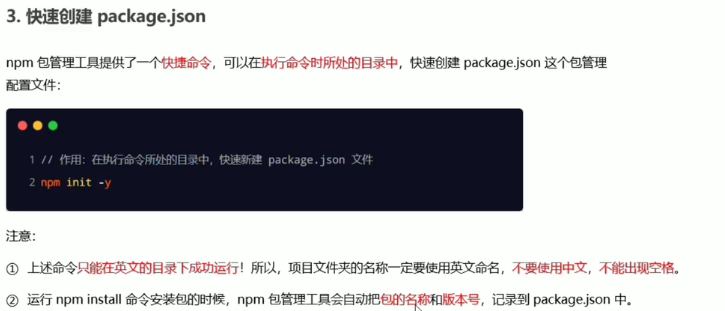 3. 快速创建 package.json
npm 包管理工具提供了一个快捷命令，可以在执行命令时所处的目录中，快速创建 package.json 这个包管理
配置文件：
1 // 作用：在执行命令所处的目录中，快速新建 package.json 文件
2 npm init -y
注意：
① 上述命令只能在英文的目录下成功运行！所以，项目文件夹的名称一定要使用英文命名，不要使用中文，不能出现空格。
② 运行 npm install 命令安装包的时候，npm 包管理工具会自动把包的名称和版本号，记录到 package.json 中。